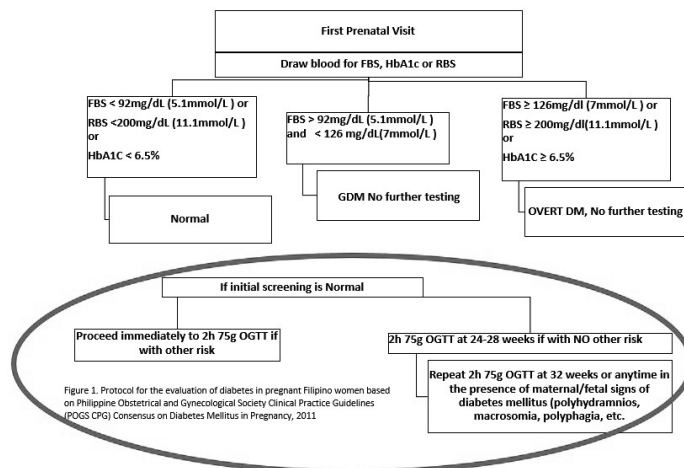 First Prenatal Visit
Draw blood for FBS, HbA1c or RBS
FBS < 92mg/dL (5.1mmol/L ) or
RBS <200mg/dL (11.1mmol/L )
or
HbA1C < 6.5%
Normal
FBS > 92mg/dL (5.1mmol/L )
and < 126 mg/dL(7mmol/L )
GDM No further testing
FBS ≥ 126mg/dl (7mmol/L ) or
RBS ≥ 200mg/dl(11.1mmol/L )
or
HbA1C ≥ 6.5%
OVERT DM, No further testing
If initial screening is Normal
Proceed immediately to 2h 75g OGTT if
with other risk
2h 75g OGTT at 24-28 weeks if with NO other risk
Repeat 2h 75g OGTT at 32 weeks or anytime in
the presence of maternal/fetal signs of
diabetes mellitus (polyhydramnios,
macrosomia, polyphagia, etc.
Figure 1. Protocol for the evaluation of diabetes in pregnant Filipino women based
on Philippine Obstetrical and Gynecological Society Clinical Practice Guidelines
(POGS CPG) Consensus on Diabetes Mellitus in Pregnancy, 2011